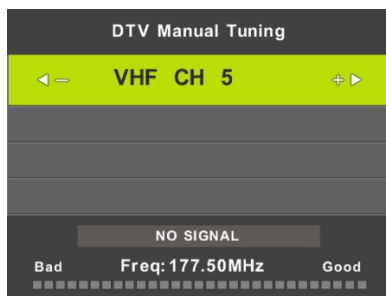 DTV Manual Tuning
VHF CH 5
NO SIGNAL
Bad Freq: 177.50MHz Good